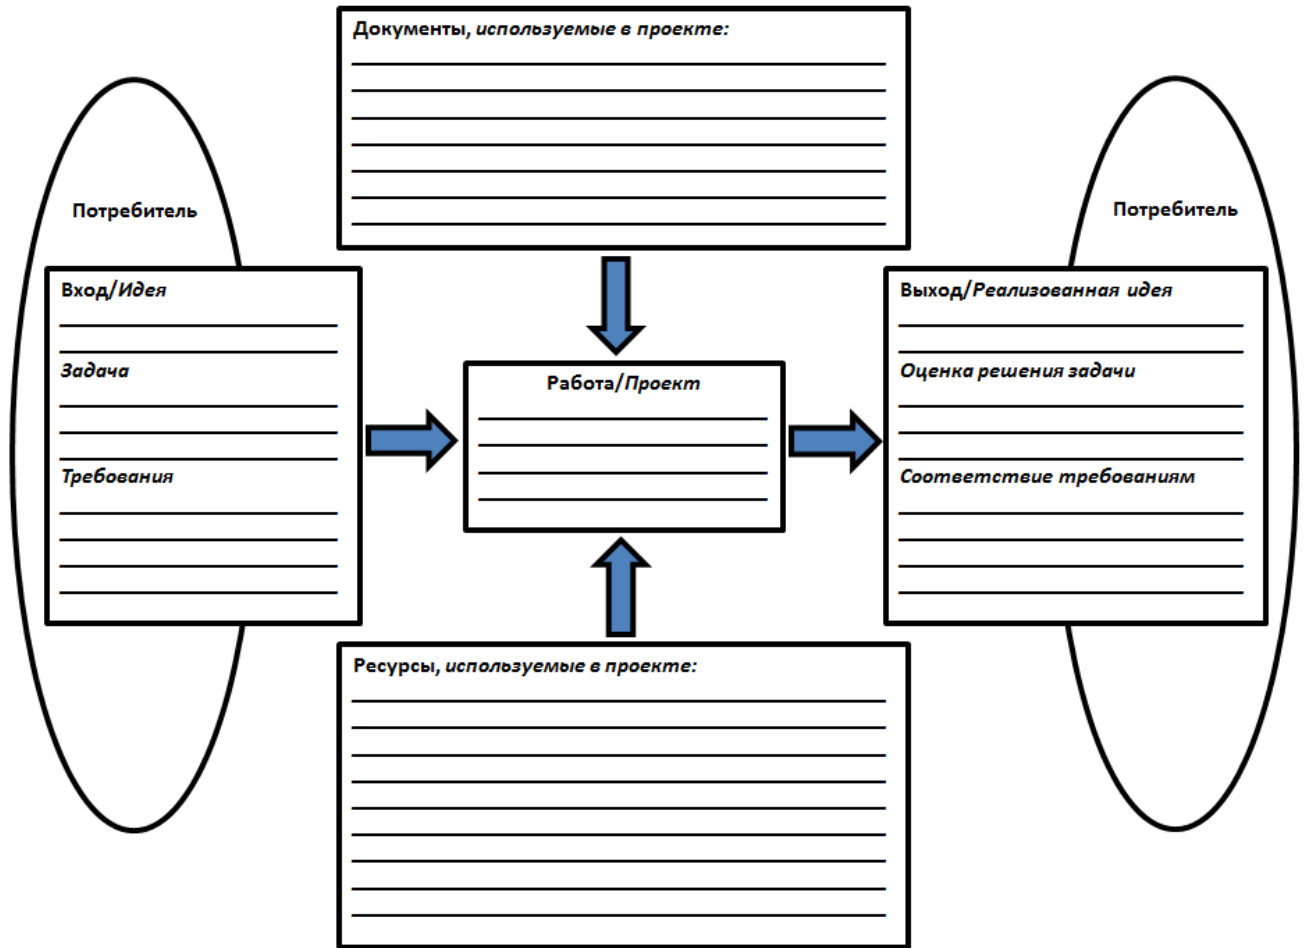 Документы, используемые в проекте:
Потребитель
Потребитель
Вход/Идея
Задача
Требования
Работа/Проект
Выход/Реализованная идея
Оценка решения задачи
Соответствие требованиям
Ресурсы, используемые в проекте: